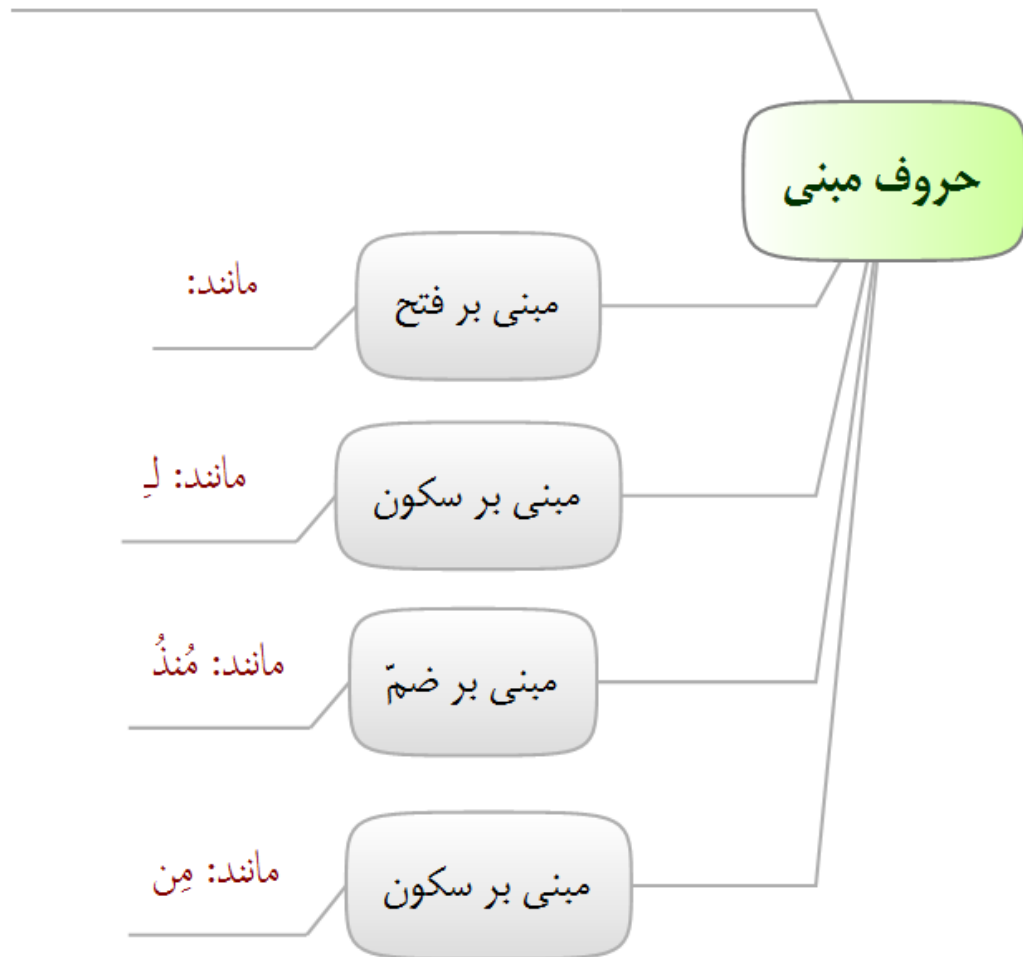 حروف مبنی
مبنی بر فتح
مانند:
مبنی بر سکون
مانند: لـِ
مبنی بر ضمّ
مانند: مُنذُ
مبنی بر سکون
مانند: مِن